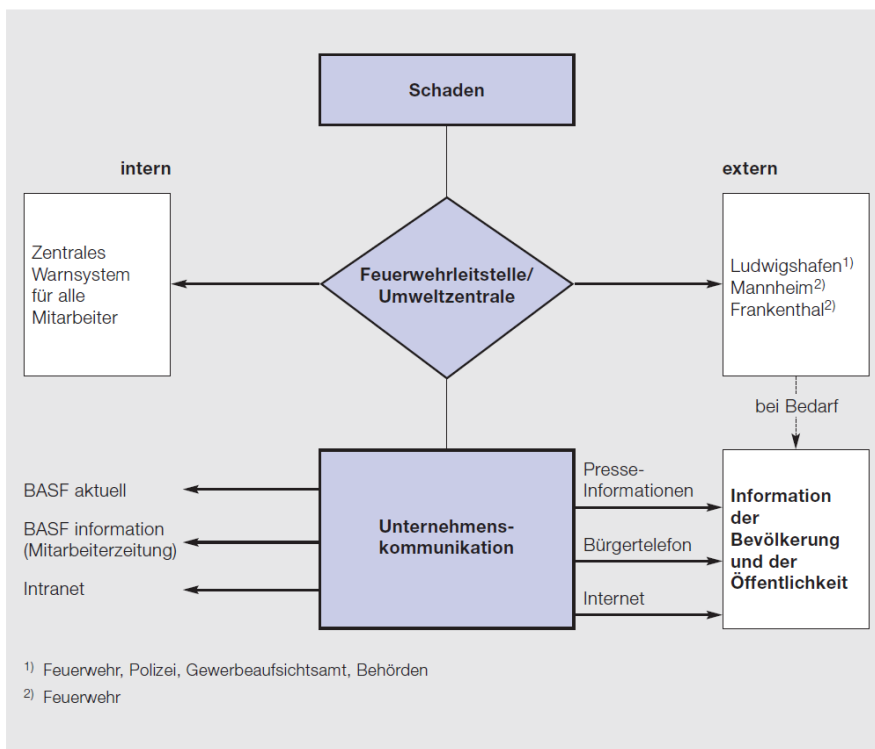 Schaden
intern
extern
Zentrales
Warnsystem
für alle
Mitarbeiter
Feuerwehrleitstelle/
Umweltzentrale
Ludwigshafen1)
Mannheim2)
Frankenthal2)
bei Bedarf
BASF aktuell
BASF information
(Mitarbeiterzeitung)
Intranet
Unternehmens-
kommunikation
Presse-
Informationen
Bürgertelefon
Internet
Information
der
Bevölkerung
und der
Öffentlichkeit
1) Feuerwehr, Polizei, Gewerbeaufsichtsamt, Behörden
2) Feuerwehr